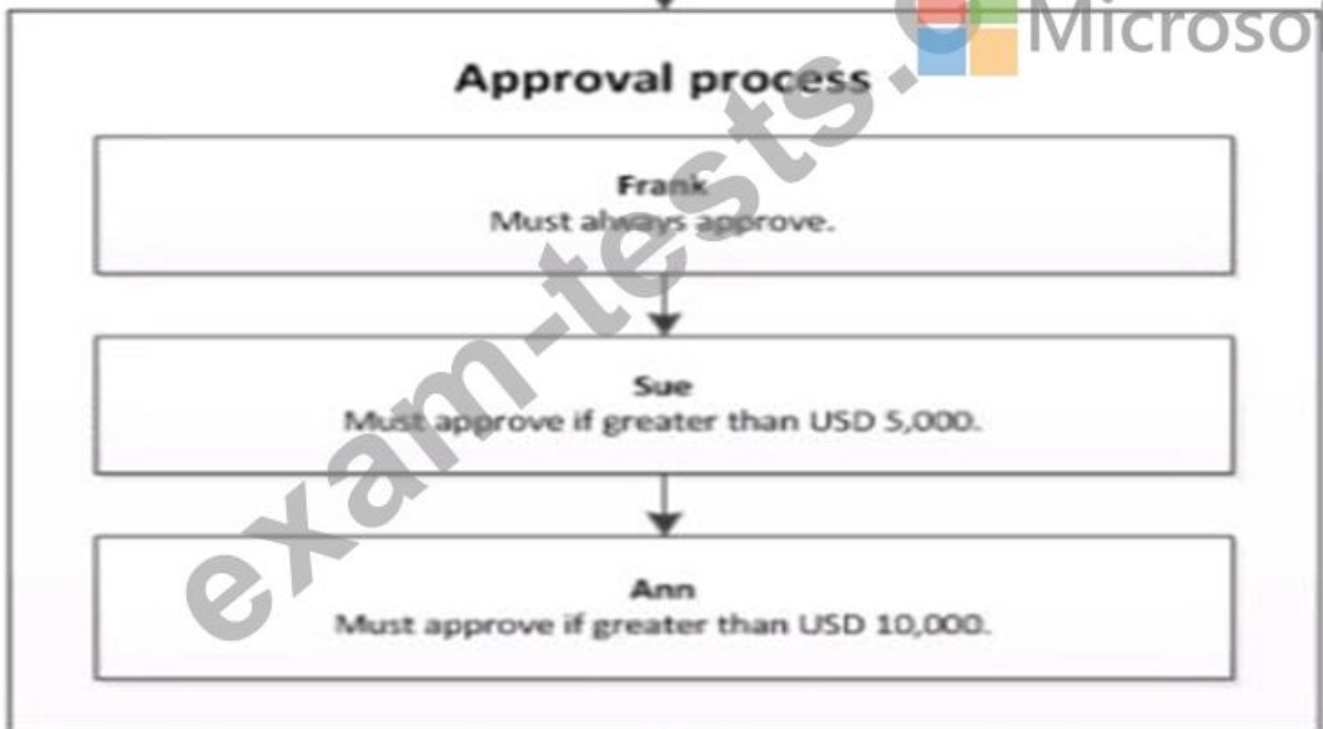 Microso
Approval process
Frank
Must always approve.
Sue
Must approve if greater than USD 5,000.
Ann
Must approve if greater than USD 10,000.
exam-tests.